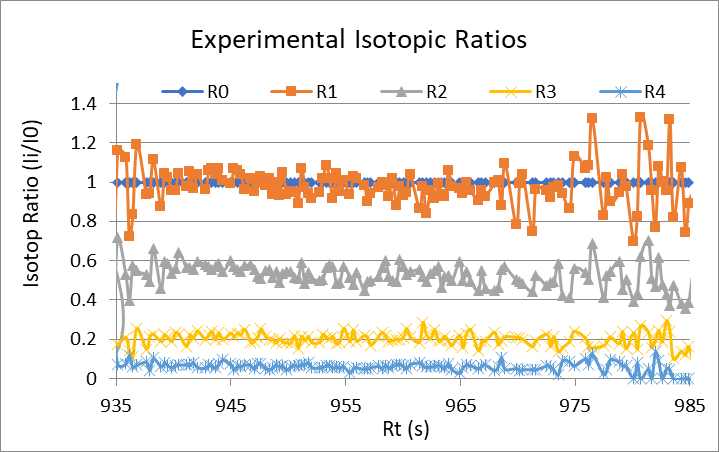 Experimental Isotopic Ratios
R0 R1 R2 R3 R4
1.4
1.2
1
0.8
0.6
0.4
0.2
0
Isotop Ratio (Ii/I0)
935 945 955 965 975 985
Rt (s)